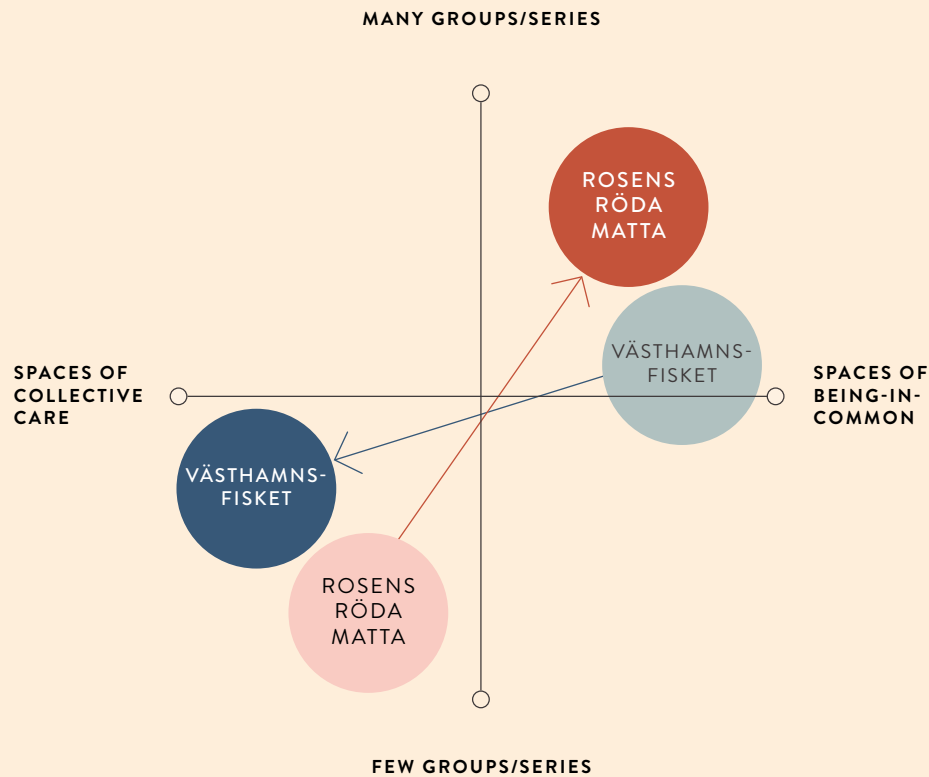 MANY GROUPS/SERIES
ROSENS
RÖDA
MATTA
VÄSTHAMNS-
FISKET
SPACES OF
COLLECTIVE
CARE
SPACES OF
BEING-IN-
COMMON
VÄSTHAMNS-
FISKET
ROSENS
RÖDA
MATTA
FEW GROUPS/SERIES